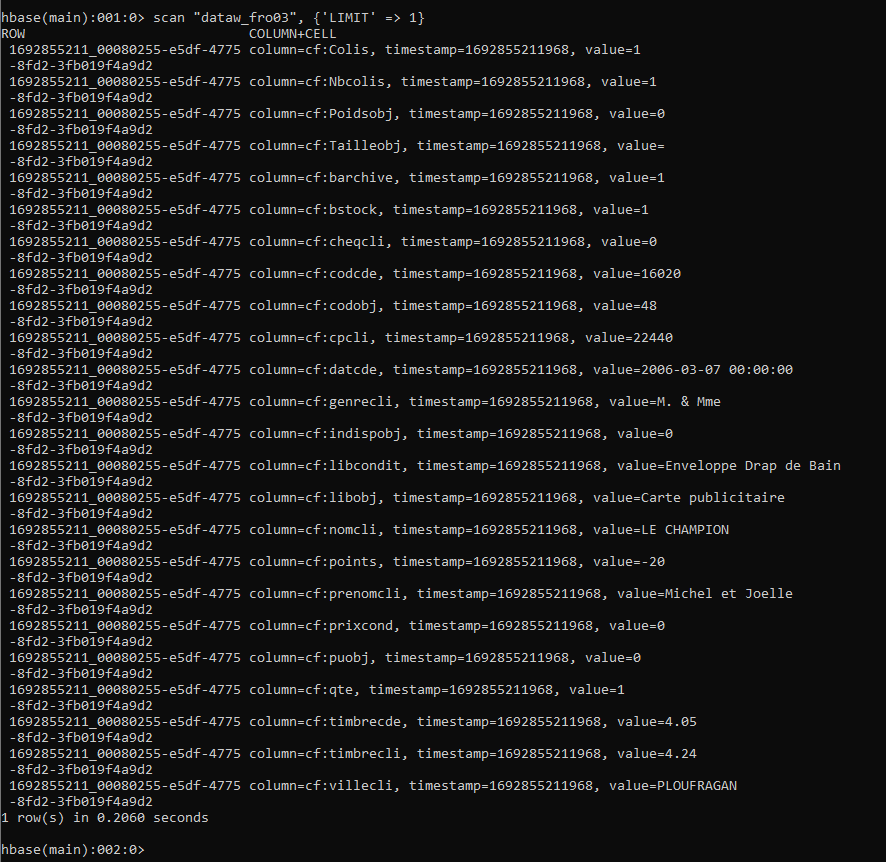 hbase(main):001:0> scan "dataw_fro03", {'LIMIT' => 1}
ROW                            COLUMN+CELL
 1692855211_00080255-e5df-4775 column=cf:Colis, timestamp=1692855211968, value=1
 -8fd2-3fb019f4a9d2
 1692855211_00080255-e5df-4775 column=cf:Nbcolis, timestamp=1692855211968, value=1
 -8fd2-3fb019f4a9d2
 1692855211_00080255-e5df-4775 column=cf:Poidsobj, timestamp=1692855211968, value=0
 -8fd2-3fb019f4a9d2
 1692855211_00080255-e5df-4775 column=cf:Tailleobj, timestamp=1692855211968, value=
 -8fd2-3fb019f4a9d2
 1692855211_00080255-e5df-4775 column=cf:barchive, timestamp=1692855211968, value=1
 -8fd2-3fb019f4a9d2
 1692855211_00080255-e5df-4775 column=cf:bstock, timestamp=1692855211968, value=1
 -8fd2-3fb019f4a9d2
 1692855211_00080255-e5df-4775 column=cf:cheqcli, timestamp=1692855211968, value=0
 -8fd2-3fb019f4a9d2
 1692855211_00080255-e5df-4775 column=cf:codcde, timestamp=1692855211968, value=16020
 -8fd2-3fb019f4a9d2
 1692855211_00080255-e5df-4775 column=cf:codobj, timestamp=1692855211968, value=48
 -8fd2-3fb019f4a9d2
 1692855211_00080255-e5df-4775 column=cf:cpcli, timestamp=1692855211968, value=22440
 -8fd2-3fb019f4a9d2
 1692855211_00080255-e5df-4775 column=cf:datcde, timestamp=1692855211968, value=2006-03-07 00:00:00
 -8fd2-3fb019f4a9d2
 1692855211_00080255-e5df-4775 column=cf:genrecli, timestamp=1692855211968, value=M. & Mme
 -8fd2-3fb019f4a9d2
 1692855211_00080255-e5df-4775 column=cf:indispobj, timestamp=1692855211968, value=0
 -8fd2-3fb019f4a9d2
 1692855211_00080255-e5df-4775 column=cf:libcondit, timestamp=1692855211968, value=Enveloppe Drap de Bain
 -8fd2-3fb019f4a9d2
 1692855211_00080255-e5df-4775 column=cf:libobj, timestamp=1692855211968, value=Carte publicitaire
 -8fd2-3fb019f4a9d2
 1692855211_00080255-e5df-4775 column=cf:nomcli, timestamp=1692855211968, value=LE CHAMPION
 -8fd2-3fb019f4a9d2
 1692855211_00080255-e5df-4775 column=cf:points, timestamp=1692855211968, value=-20
 -8fd2-3fb019f4a9d2
 1692855211_00080255-e5df-4775 column=cf:prenomcli, timestamp=1692855211968, value=Michel et Joelle
 -8fd2-3fb019f4a9d2
 1692855211_00080255-e5df-4775 column=cf:prixcond, timestamp=1692855211968, value=0
 -8fd2-3fb019f4a9d2
 1692855211_00080255-e5df-4775 column=cf:puobj, timestamp=1692855211968, value=0
 -8fd2-3fb019f4a9d2
 1692855211_00080255-e5df-4775 column=cf:qte, timestamp=1692855211968, value=1
 -8fd2-3fb019f4a9d2
 1692855211_00080255-e5df-4775 column=cf:timbrecde, timestamp=1692855211968, value=4.05
 -8fd2-3fb019f4a9d2
 1692855211_00080255-e5df-4775 column=cf:timbrecli, timestamp=1692855211968, value=4.24
 -8fd2-3fb019f4a9d2
 1692855211_00080255-e5df-4775 column=cf:villecli, timestamp=1692855211968, value=PLOUFRAGAN
 -8fd2-3fb019f4a9d2
1 row(s) in 0.2060 seconds
hbase(main):002:0>